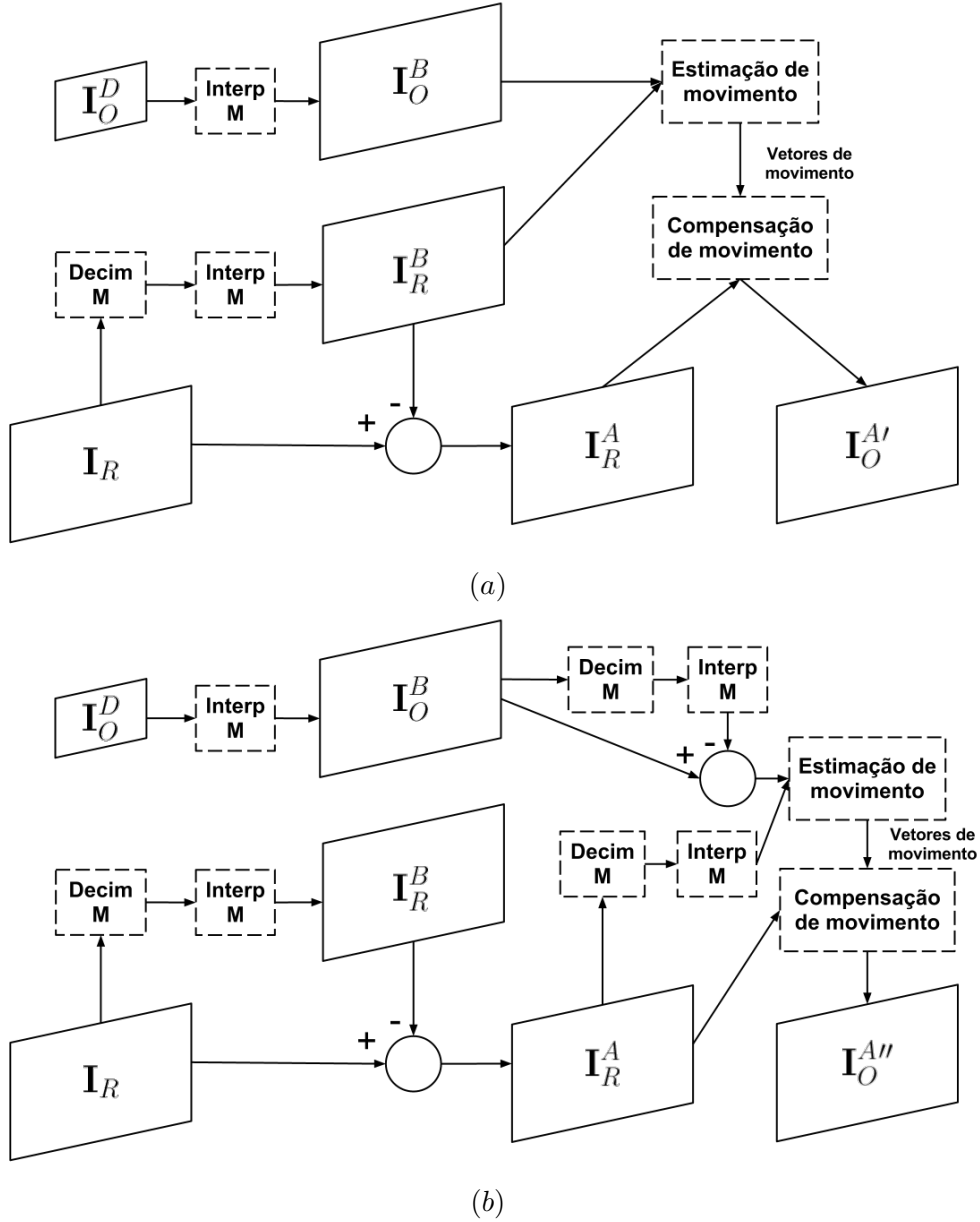 I_O^D
Interp
M
I_O^B
Estimação de
movimento
Vetores de
movimento
Compensação
de movimento
Decim
M
Interp
M
I_R^B
I_R
+
-
I_R^A
I_O^{A′}
(a)
I_O^D
Interp
M
I_O^B
Decim
M
Interp
M
+
-
Estimação de
movimento
Vetores de
movimento
Compensação
de movimento
Decim
M
Interp
M
I_R^B
Decim
M
Interp
M
I_R
+
-
I_R^A
I_O^{A′′}
(b)